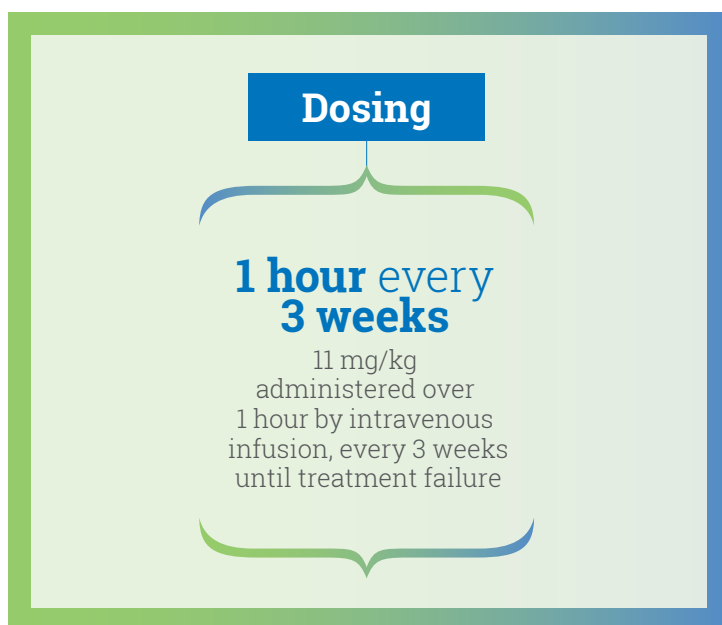 Dosing
1 hour every
3 weeks
11 mg/kg
administered over
1 hour by intravenous
infusion, every 3 weeks
until treatment failure